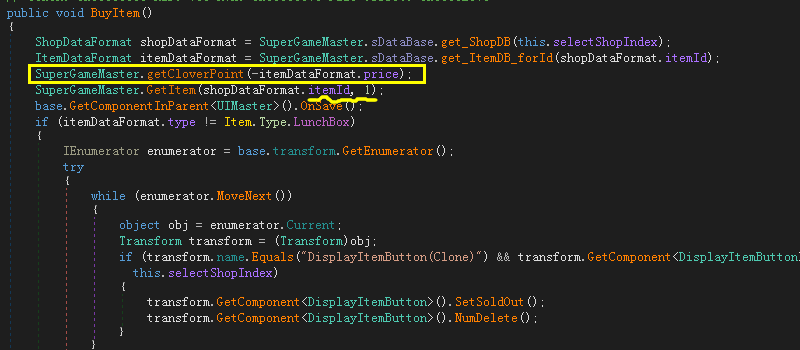 public void BuyItem()
{
ShopDataFormat shopDataFormat = SuperGameMaster.sDataBase.get_ShopDB(this.selectShopIndex);
ItemDataFormat itemDataFormat = SuperGameMaster.sDataBase.get_ItemDB_forId(shopDataFormat.itemId);
SuperGameMaster.getCloverPoint(-itemDataFormat.price);
SuperGameMaster.GetItem(shopDataFormat.itemId, 1);
base.GetComponentInParent<UIMaster>().OnSave();
if (itemDataFormat.type != Item.Type.LunchBox)
{
IEnumerator enumerator = base.transform.GetEnumerator();
try
{
while (enumerator.MoveNext())
{
object obj = enumerator.Current;
Transform transform = (Transform)obj;
if (transform.name.Equals("DisplayItemButton(Clone)") && transform.GetComponent<DisplayItemButton
this.selectShopIndex)
{
transform.GetComponent<DisplayItemButton>().SetSoldOut();
transform.GetComponent<DisplayItemButton>().NumDelete();
}
}